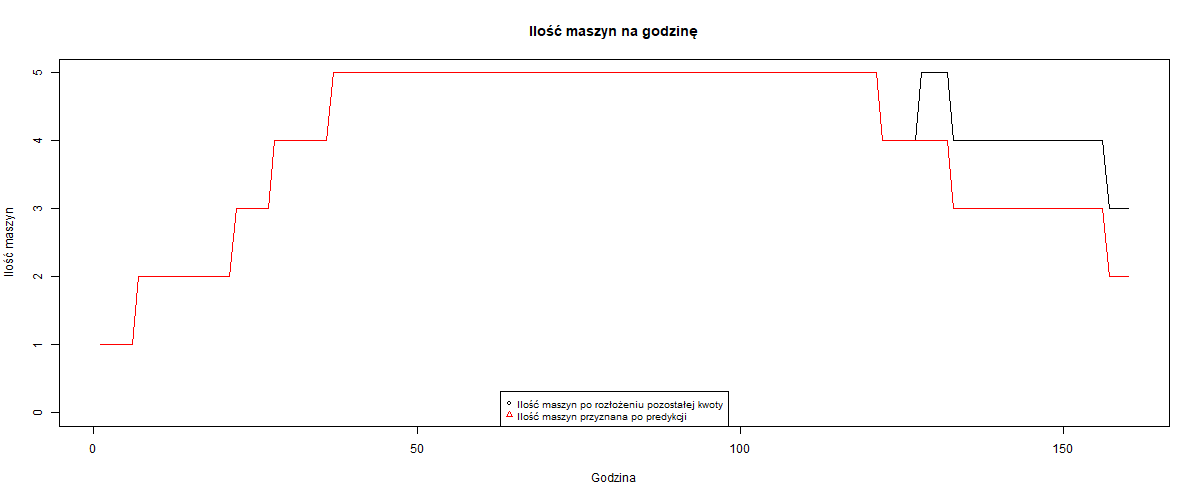 Ilość maszyn na godzinę
Ilość maszyn
5
4
3
2
1
0
Ilość maszyn po rozłożeniu pozostałej kwoty
Ilość maszyn przyznana po predykcji
0 50 100 150
Godzina